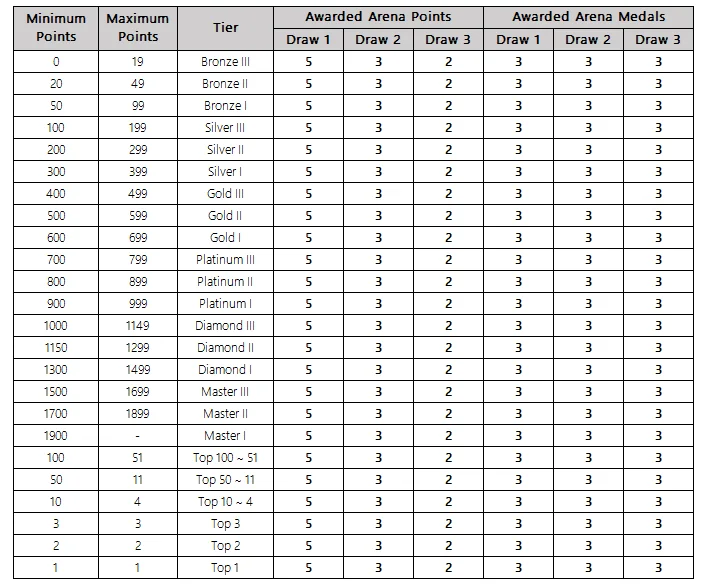 Minimum Points Maximum Points Tier Awarded Arena Points Awarded Arena Medals
Draw 1 Draw 2 Draw 3 Draw 1 Draw 2 Draw 3
0 19 Bronze III 5 3 2 3 3 3
20 49 Bronze II 5 3 2 3 3 3
50 99 Bronze I 5 3 2 3 3 3
100 199 Silver III 5 3 2 3 3 3
200 299 Silver II 5 3 2 3 3 3
300 399 Silver I 5 3 2 3 3 3
400 499 Gold III 5 3 2 3 3 3
500 599 Gold II 5 3 2 3 3 3
600 699 Gold I 5 3 2 3 3 3
700 799 Platinum III 5 3 2 3 3 3
800 899 Platinum II 5 3 2 3 3 3
900 999 Platinum I 5 3 2 3 3 3
1000 1149 Diamond III 5 3 2 3 3 3
1150 1299 Diamond II 5 3 2 3 3 3
1300 1499 Diamond I 5 3 2 3 3 3
1500 1699 Master III 5 3 2 3 3 3
1700 1899 Master II 5 3 2 3 3 3
1900 - Master I 5 3 2 3 3 3
100 51 Top 100 ~ 51 5 3 2 3 3 3
50 11 Top 50 ~ 11 5 3 2 3 3 3
10 4 Top 10 ~ 4 5 3 2 3 3 3
3 3 Top 3 5 3 2 3 3 3
2 2 Top 2 5 3 2 3 3 3
1 1 Top 1 5 3 2 3 3 3